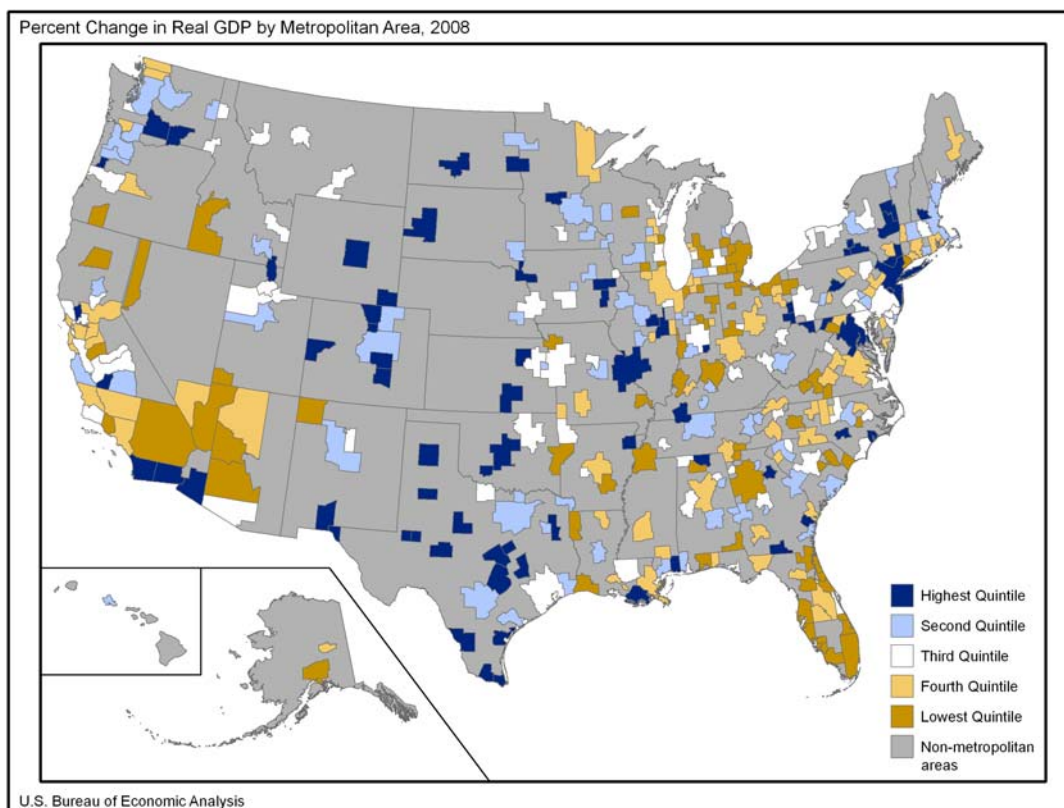 Percent Change in Real GDP by Metropolitan Area, 2008
Highest Quintile
Second Quintile
Third Quintile
Fourth Quintile
Lowest Quintile
Non-metropolitan
areas
U.S. Bureau of Economic Analysis